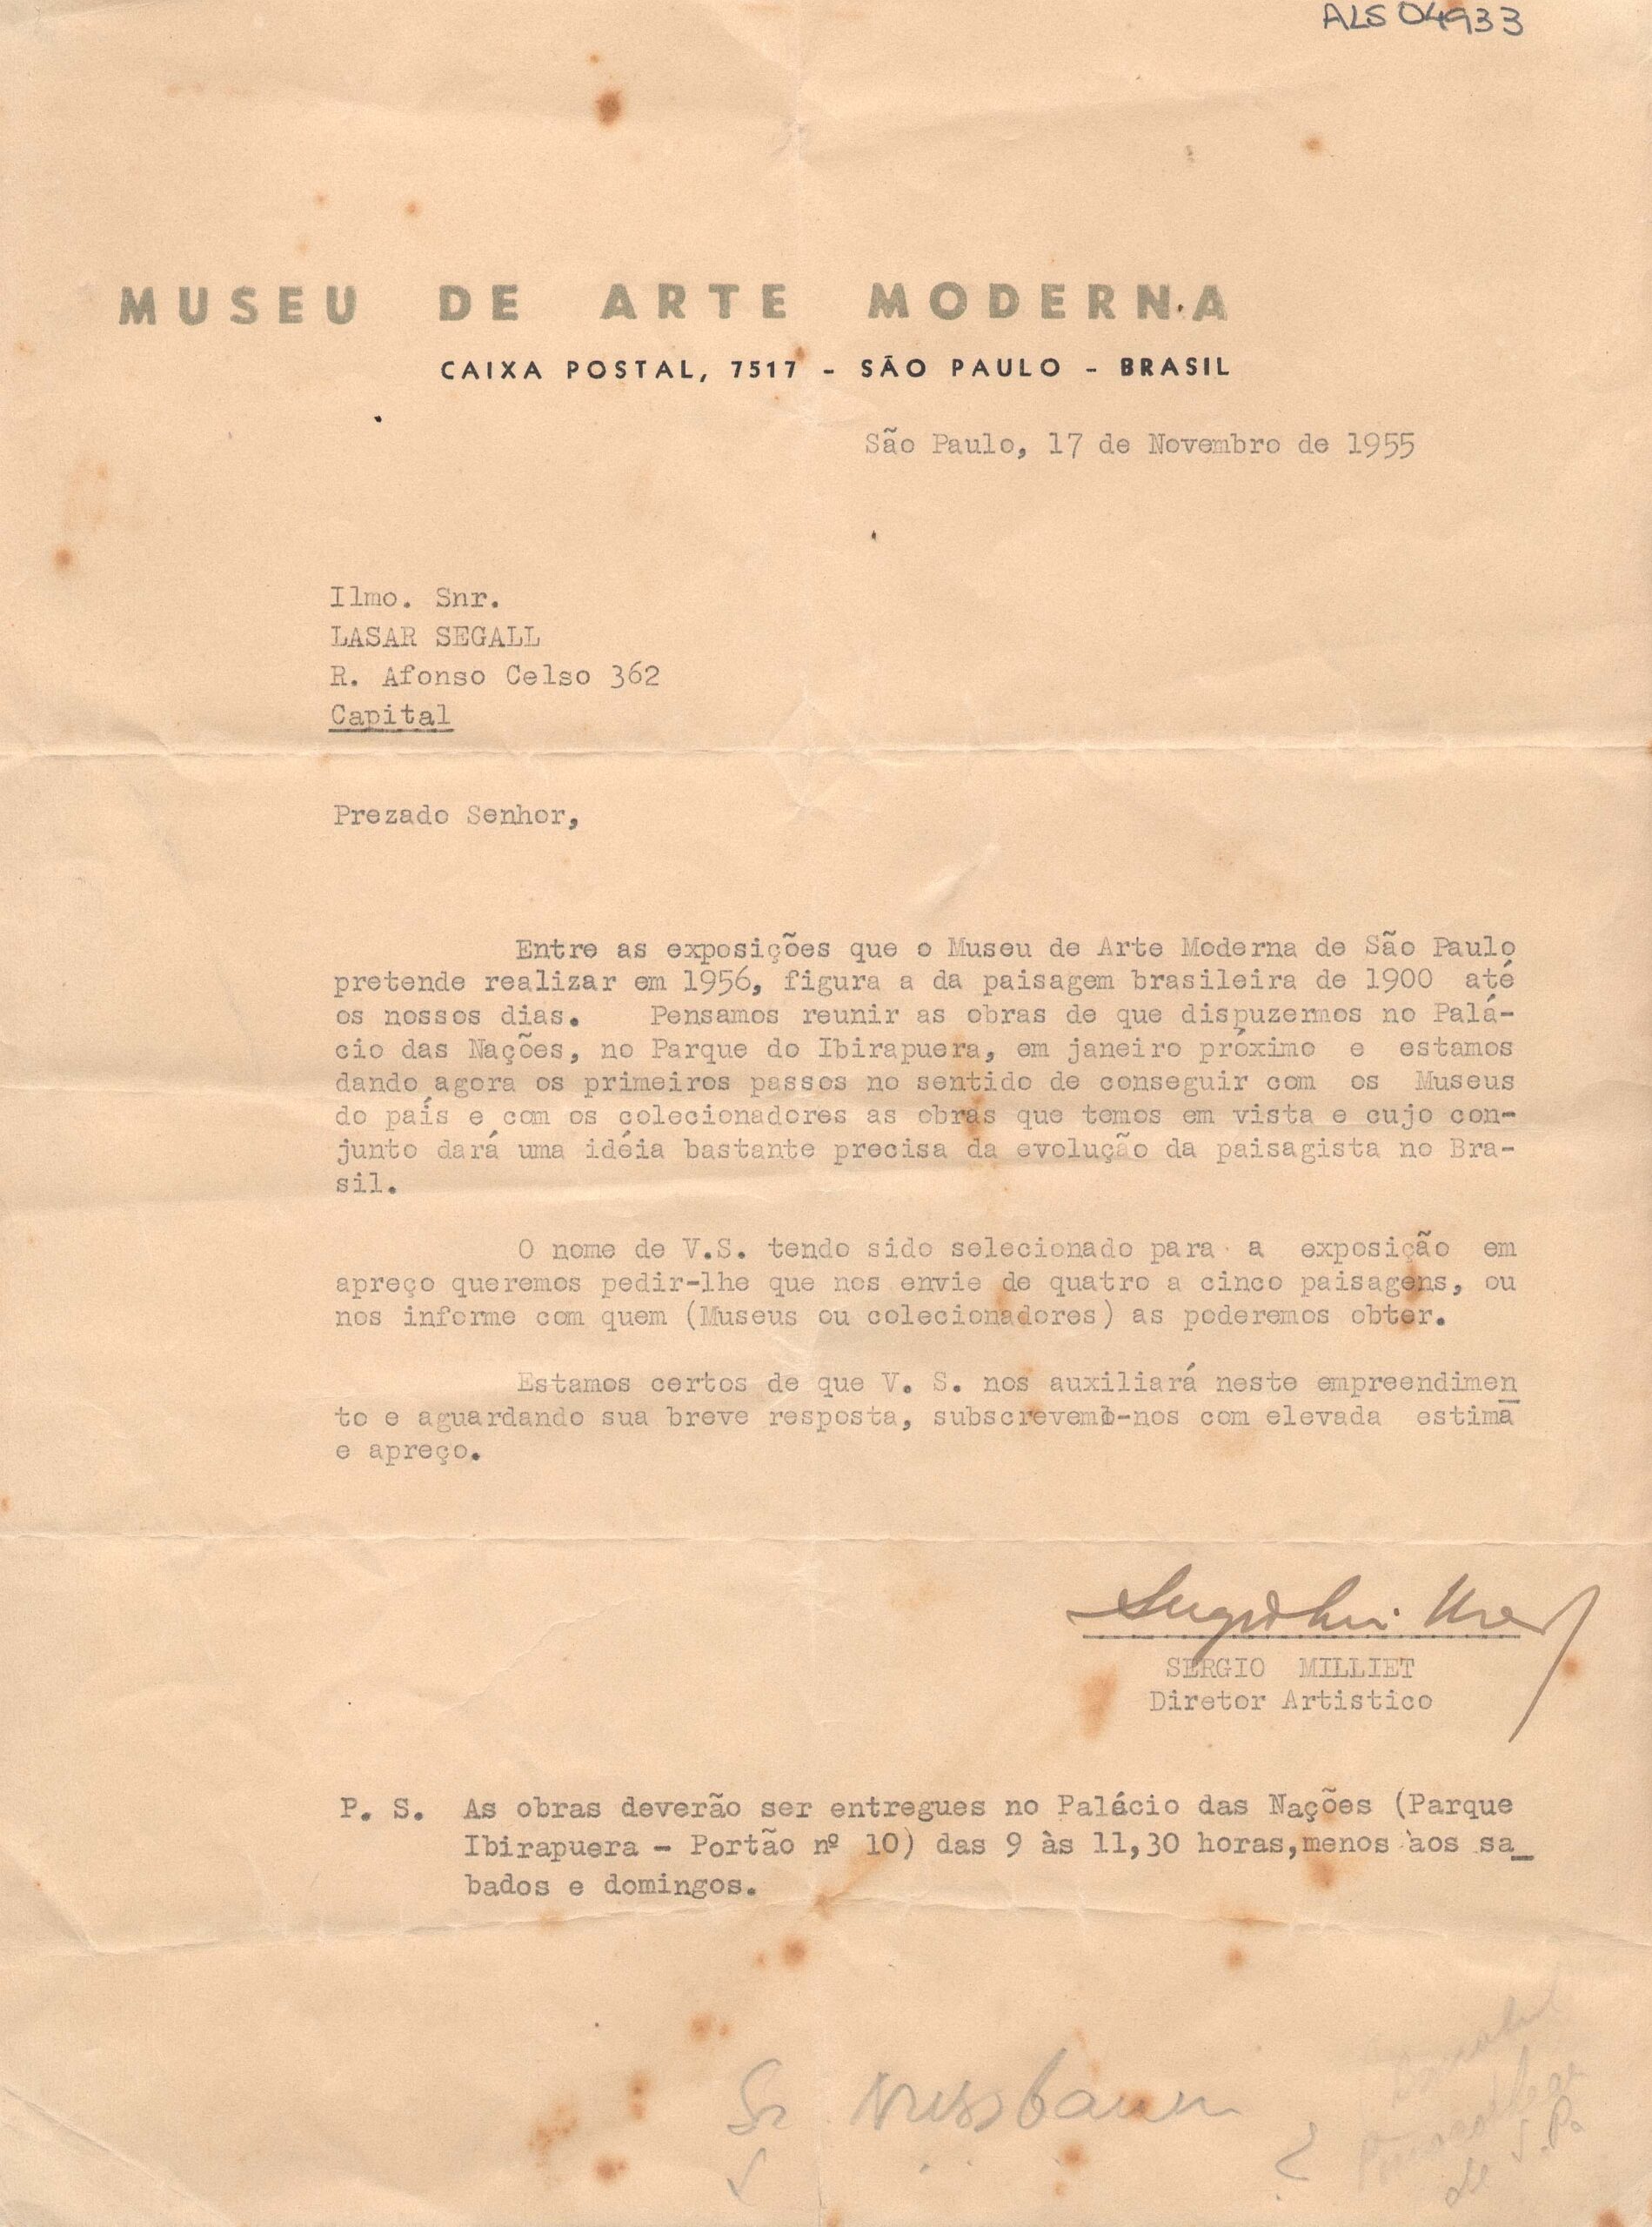 ALS 04933
MUSEU DE ARTE MODERNA
CAIXA POSTAL, 7517 - SÃO PAULO - BRASIL
São Paulo, 17 de Novembro de 1955
Ilmo. Snr.
LASAR SEGALL
R. Afonso Celso 362
Capital
Prezado Senhor,
Entre as exposições que o Museu de Arte Moderna de São Paulo
pretende realizar em 1956, figura a da paisagem brasileira de 1900 até
os nossos dias. Pensamos reunir as obras de que dispuzermos no Palá-
cio das Nações, no Parque do Ibirapuera, em janeiro próximo e estamos
dando agora os primeiros passos no sentido de conseguir com os Museus
do país e com os colecionadores as obras que temos em vista e cujo con-
junto dará uma idéia bastante precisa da evolução da paisagista no Bra-
sil.
O nome de V.S. tendo sido selecionado para a exposição em
apreço queremos pedir-lhe que nos envie de quatro a cinco paisagens, ou
nos informe com quem (Museus ou colecionadores) as poderemos obter.
Estamos certos de que V. S. nos auxiliará neste empreendimen
to e aguardando sua breve resposta, subscrevemo-nos com elevada estima
e apreço.
SERGIO MILLIET
Diretor Artistico
P. S. As obras deverão ser entregues no Palácio das Nações (Parque
Ibirapuera - Portão nº 10) das 9 às 11,30 horas,menos àos sa_
bados e domingos.
Sr Nussbaum
de S.P.